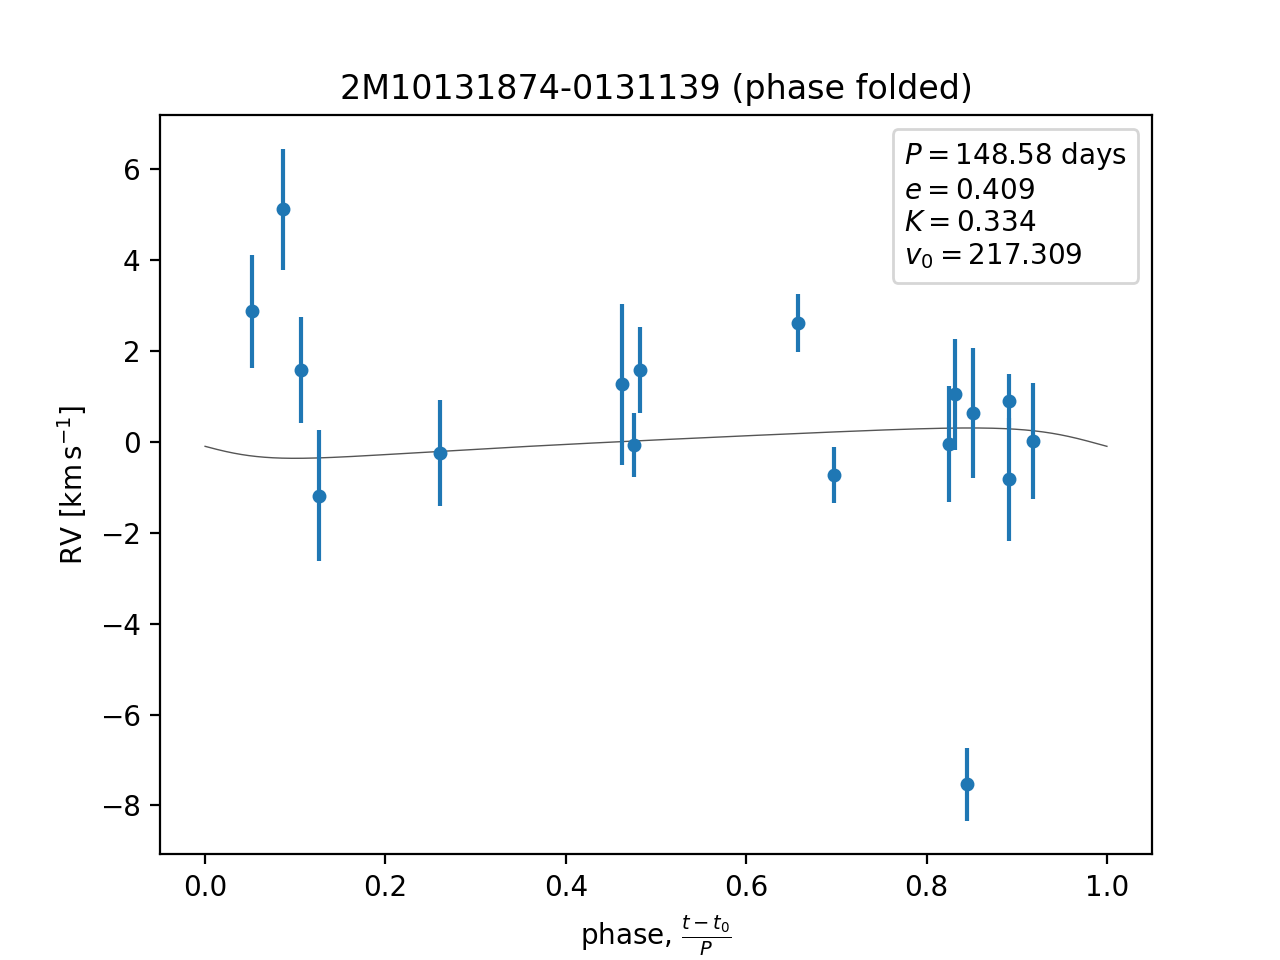 2M10131874-0131139 (phase folded)
P = 148.58 days
e = 0.409
K = 0.334
v₀ = 217.309
RV [km s⁻¹]
6
4
2
0
−2
−4
−6
−8
0.0 0.2 0.4 0.6 0.8 1.0
phase, (t − t₀)/P